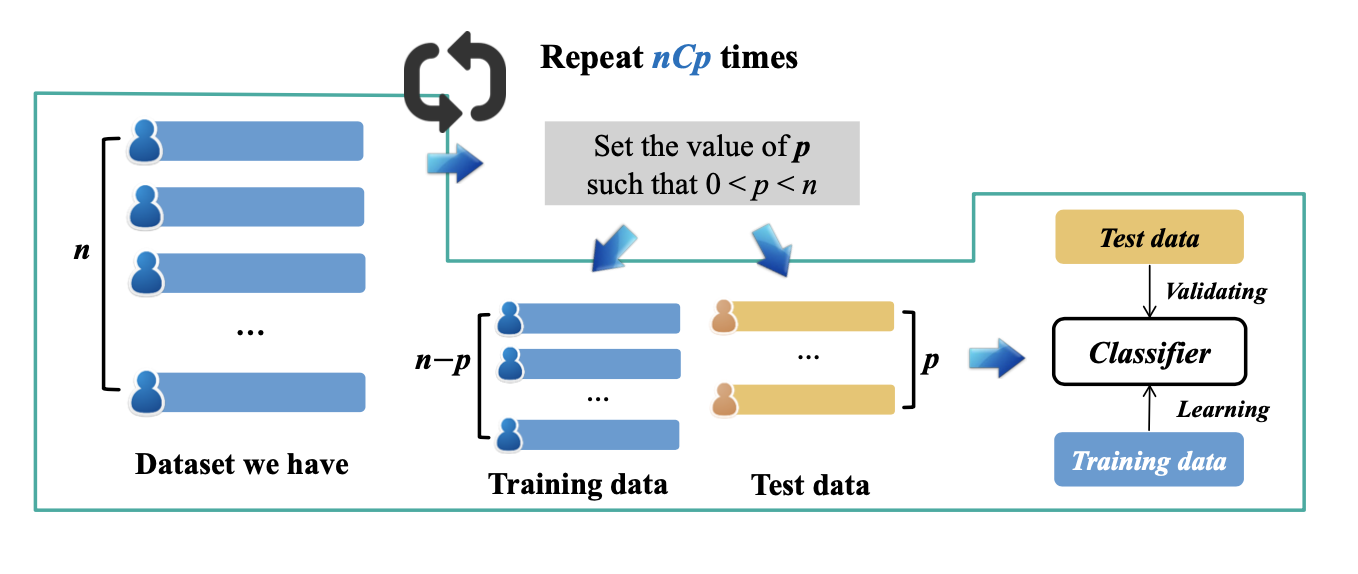 Repeat nCp times
Set the value of p
such that 0 < p < n
n
...
Dataset we have
n−p
...
Training data
...
p
Test data
Test data
Validating
Classifier
Learning
Training data